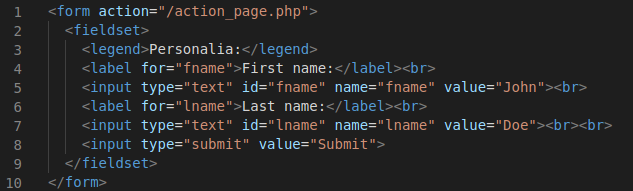 1 <form action="/action_page.php">
2 <fieldset>
3 <legend>Personalia:</legend>
4 <label for="fname">First name:</label><br>
5 <input type="text" id="fname" name="fname" value="John"><br>
6 <label for="lname">Last name:</label><br>
7 <input type="text" id="lname" name="lname" value="Doe"><br><br>
8 <input type="submit" value="Submit">
9 </fieldset>
10 </form>